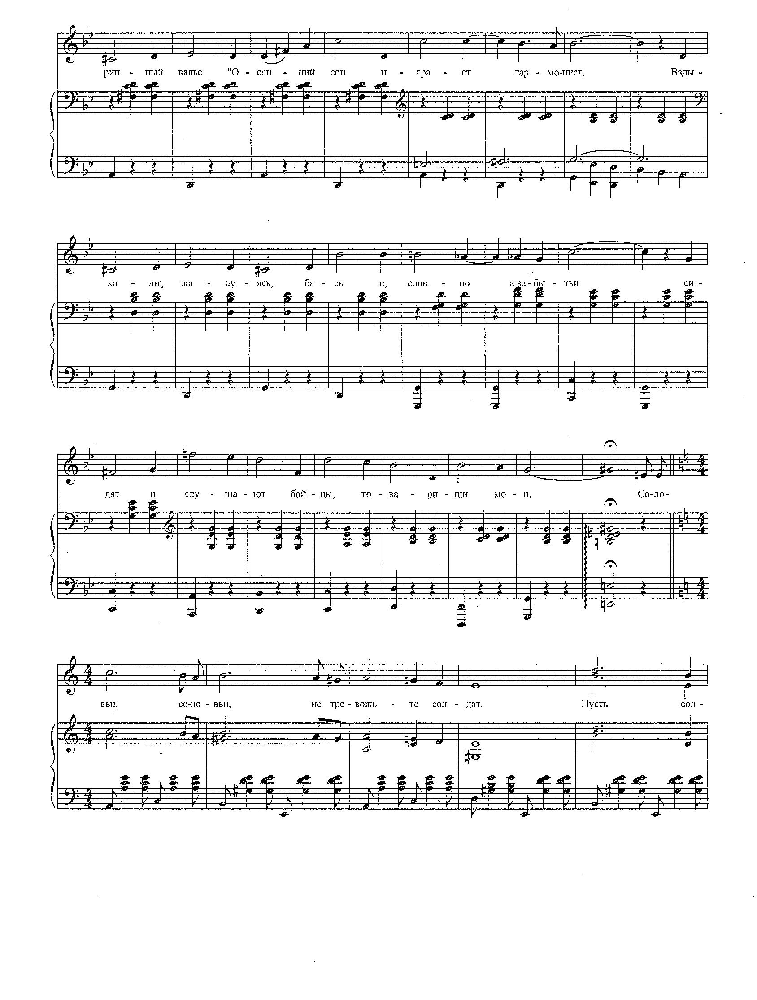 рин - ный вальс "О - сен - ний сон и - гра - ет гар - мо-нист. Взды -
ха - ют, жа - лу - ясь, ба - сы и, слов - но в за - бы - тьи си -
дят и слу - ша - ют бой - цы, то - ва - ри - щи мо - и. Со-ло-
вьи, со-ло - вьи, не тре - вожь - те сол - дат. Пусть сол -